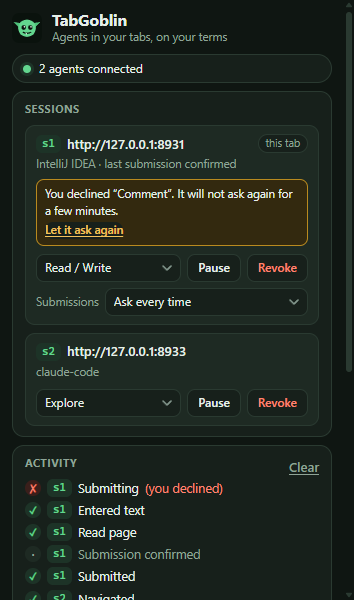 TabGoblin
Agents in your tabs, on your terms
2 agents connected
SESSIONS
s1 http://127.0.0.1:8931 this tab
IntelliJ IDEA · last submission confirmed
You declined “Comment”. It will not ask again for
a few minutes.
Let it ask again
Read / Write Pause Revoke
Submissions Ask every time
s2 http://127.0.0.1:8933
claude-code
Explore Pause Revoke
ACTIVITY Clear
✗ s1 Submitting (you declined)
✓ s1 Entered text
✓ s1 Read page
· s1 Submission confirmed
✓ s1 Submitted
✓ s2 Navigated